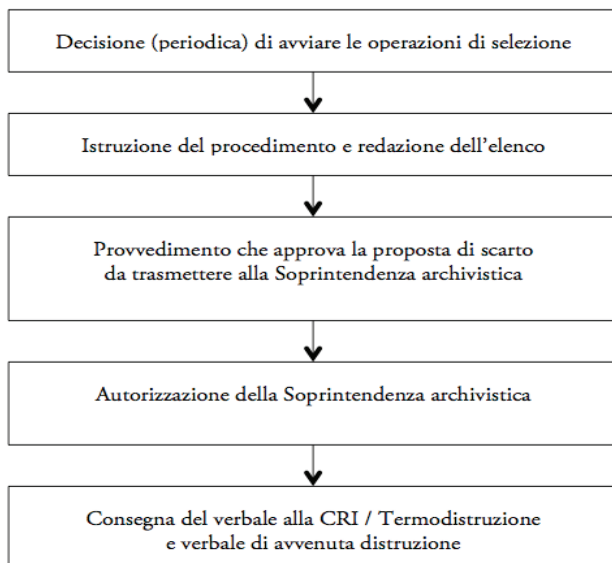 Decisione (periodica) di avviare le operazioni di selezione
Istruzione del procedimento e redazione dell’elenco
Provvedimento che approva la proposta di scarto
da trasmettere alla Soprintendenza archivistica
Autorizzazione della Soprintendenza archivistica
Consegna del verbale alla CRI / Termodistruzione
e verbale di avvenuta distruzione